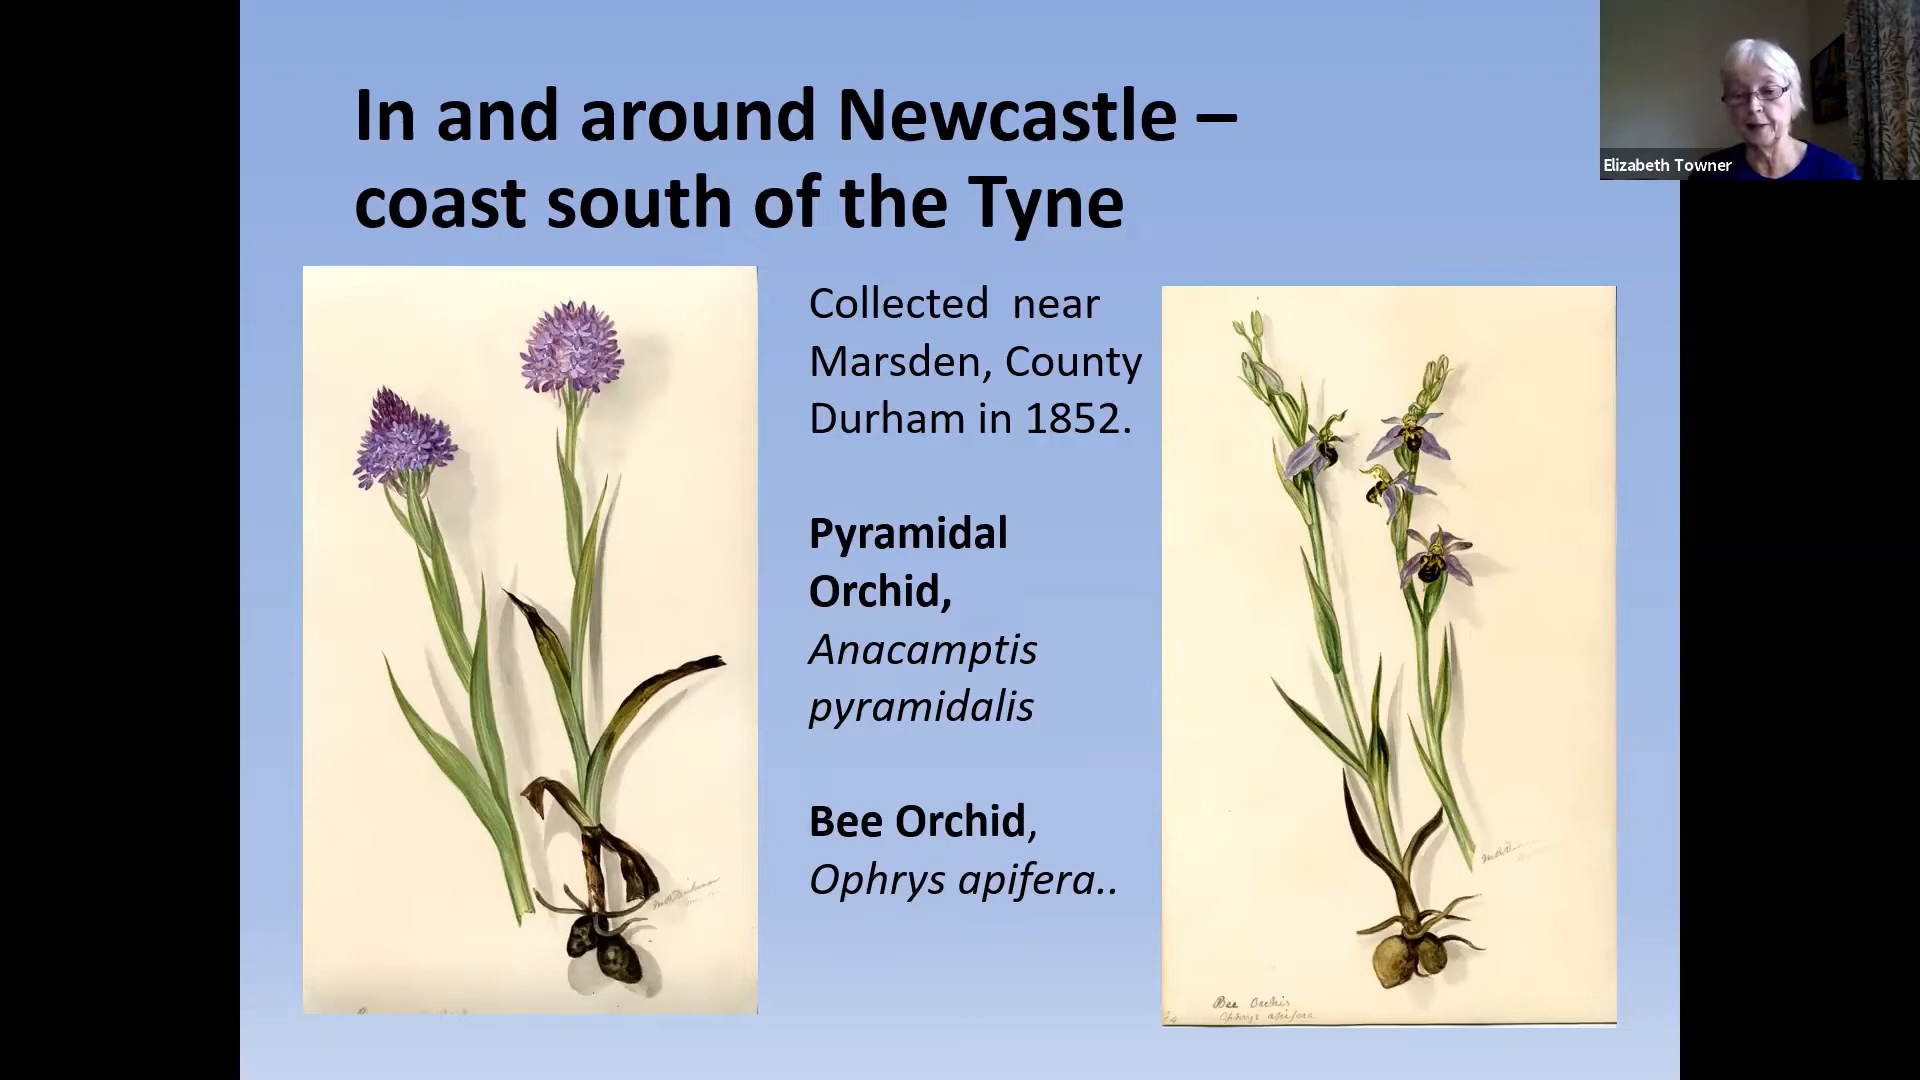 In and around Newcastle –
coast south of the Tyne
Elizabeth Towner
Collected near
Marsden, County
Durham in 1852.
Pyramidal
Orchid,
Anacamptis
pyramidalis
Bee Orchid,
Ophrys apifera..
Bee Orchis
Ophrys apifera